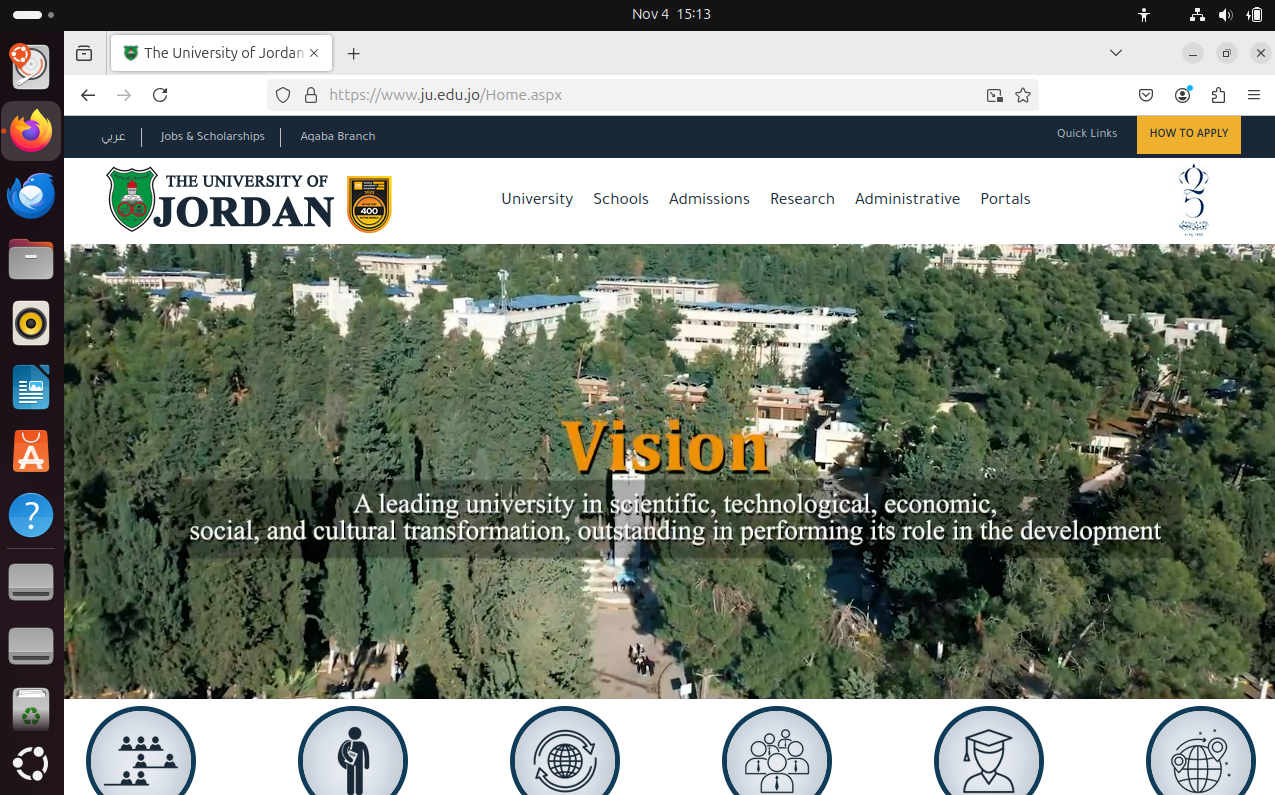 Nov 4 15:13
The University of Jordan
https://www.ju.edu.jo/Home.aspx
عربي
Jobs & Scholarships
Aqaba Branch
Quick Links
HOW TO APPLY
THE UNIVERSITY OF
JORDAN
400
University
Schools
Admissions
Research
Administrative
Portals
Vision
A leading university in scientific, technological, economic,
social, and cultural transformation, outstanding in performing its role in the development